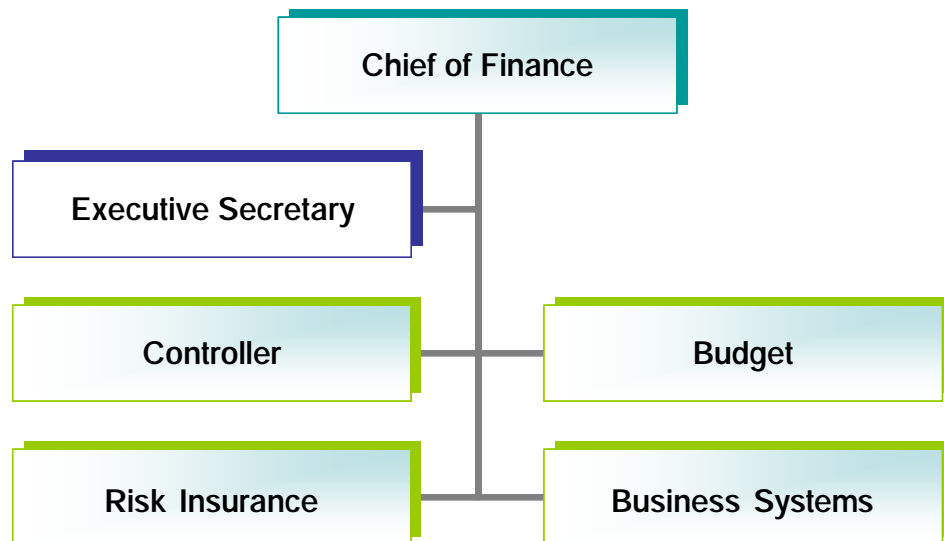 Chief of Finance
Executive Secretary
Controller
Budget
Risk Insurance
Business Systems